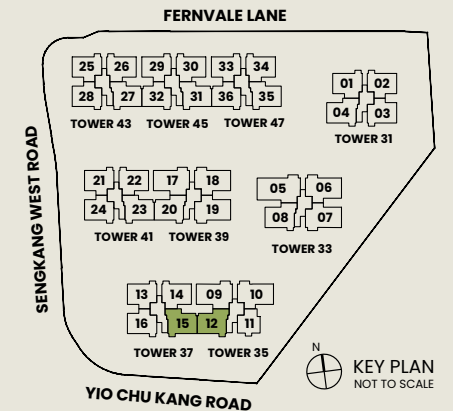 FERNVALE LANE
25 26 29 30 33 34
28 27 32 31 36 35
TOWER 43 TOWER 45 TOWER 47
01 02
04 03
TOWER 31
SENGKANG WEST ROAD
21 22 17 18
24 23 20 19
TOWER 41 TOWER 39
05 06
08 07
TOWER 33
13 14 09 10
16 15 12 11
TOWER 37 TOWER 35
N
KEY PLAN
NOT TO SCALE
YIO CHU KANG ROAD